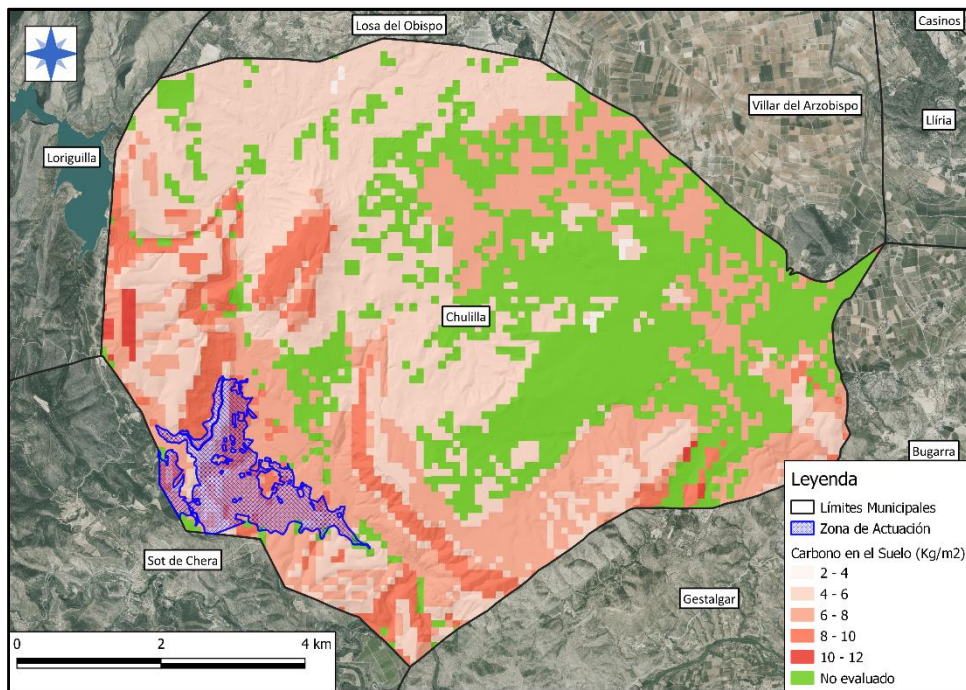 Losa del Obispo
Casinos
Villar del Arzobispo
Llíria
Loriguilla
Chulilla
Bugarra
Sot de Chera
Gestalgar
Leyenda
Límites Municipales
Zona de Actuación
Carbono en el Suelo (Kg/m2)
2 - 4
4 - 6
6 - 8
8 - 10
10 - 12
No evaluado
0 2 4 km